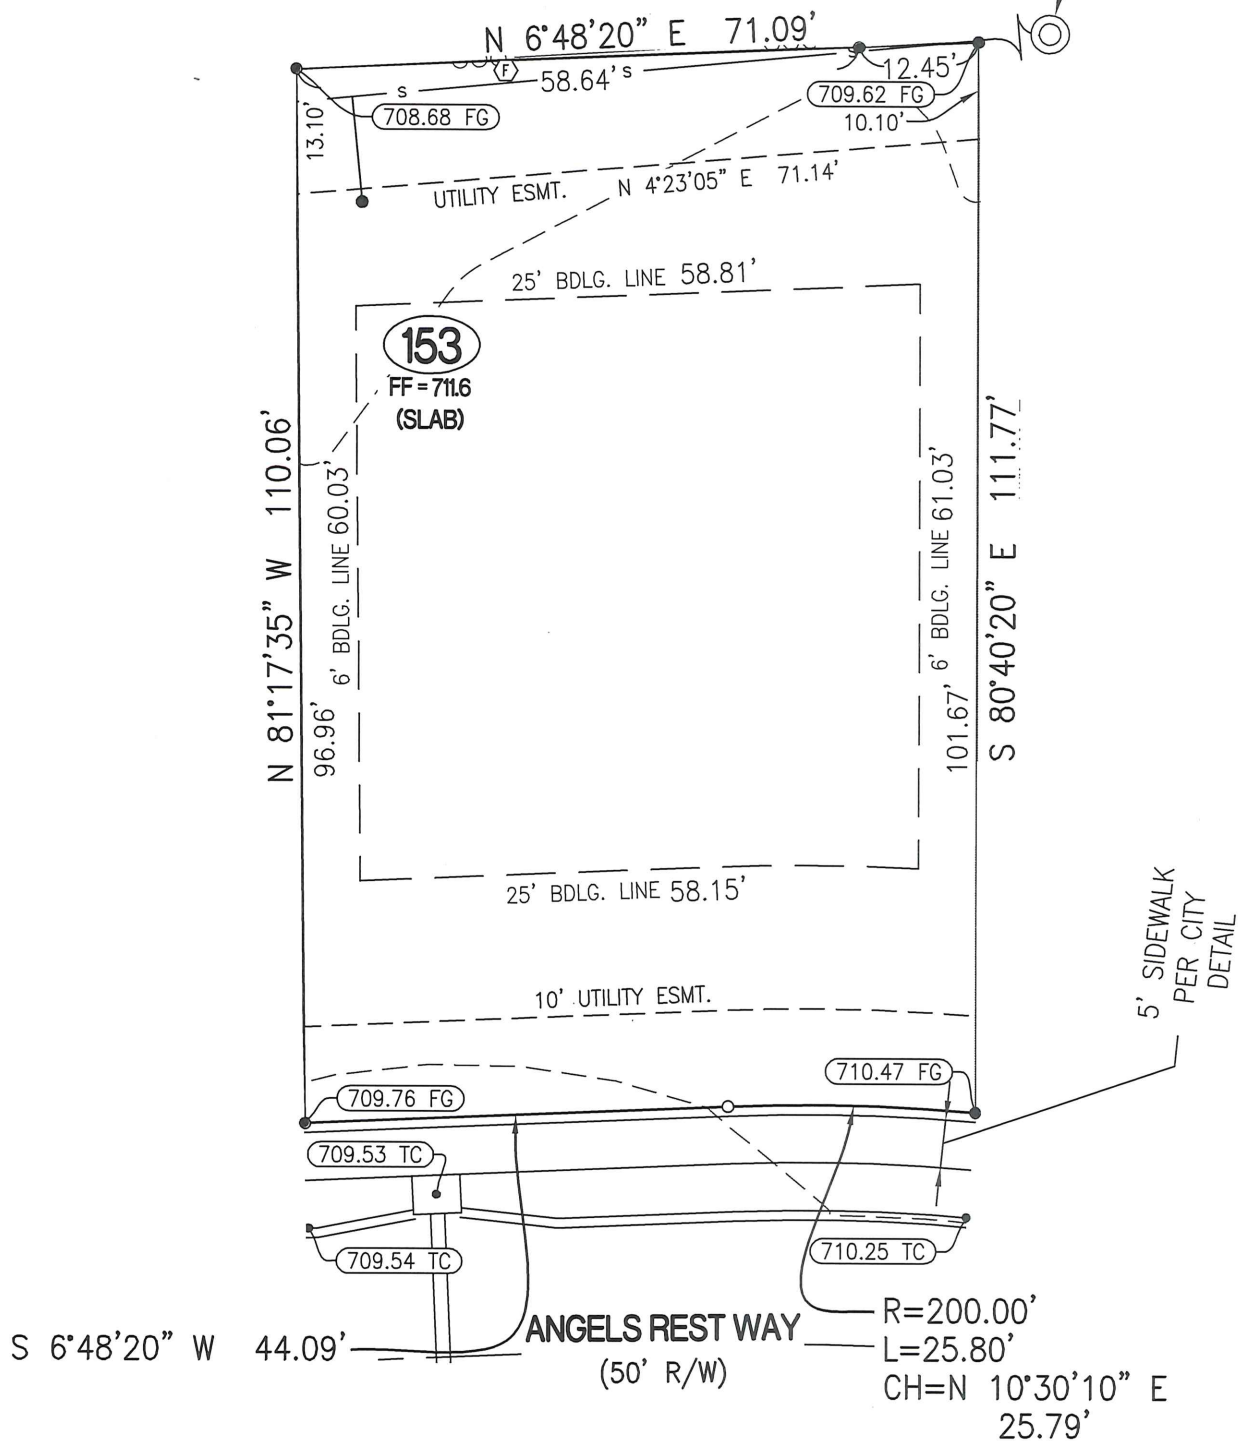 N 6°48'20" E 71.09'
F
S
58.64'
S
12.45'
708.68 FG
709.62 FG
10.10'
13.10'
UTILITY ESMT. N 4°23'05" E 71.14'
25' BDLG. LINE 58.81'
153
FF = 711.6
(SLAB)
N 81°17'35" W 110.06'
6' BDLG. LINE 60.03'
96.96'
6' BDLG. LINE 61.03'
101.67'
S 80°40'20" E 111.77'
25' BDLG. LINE 58.15'
10' UTILITY ESMT.
5' SIDEWALK
PER CITY
DETAIL
710.47 FG
709.76 FG
709.53 TC
709.54 TC
710.25 TC
S 6°48'20" W 44.09'
ANGELS REST WAY
(50' R/W)
R=200.00'
L=25.80'
CH=N 10°30'10" E
25.79'